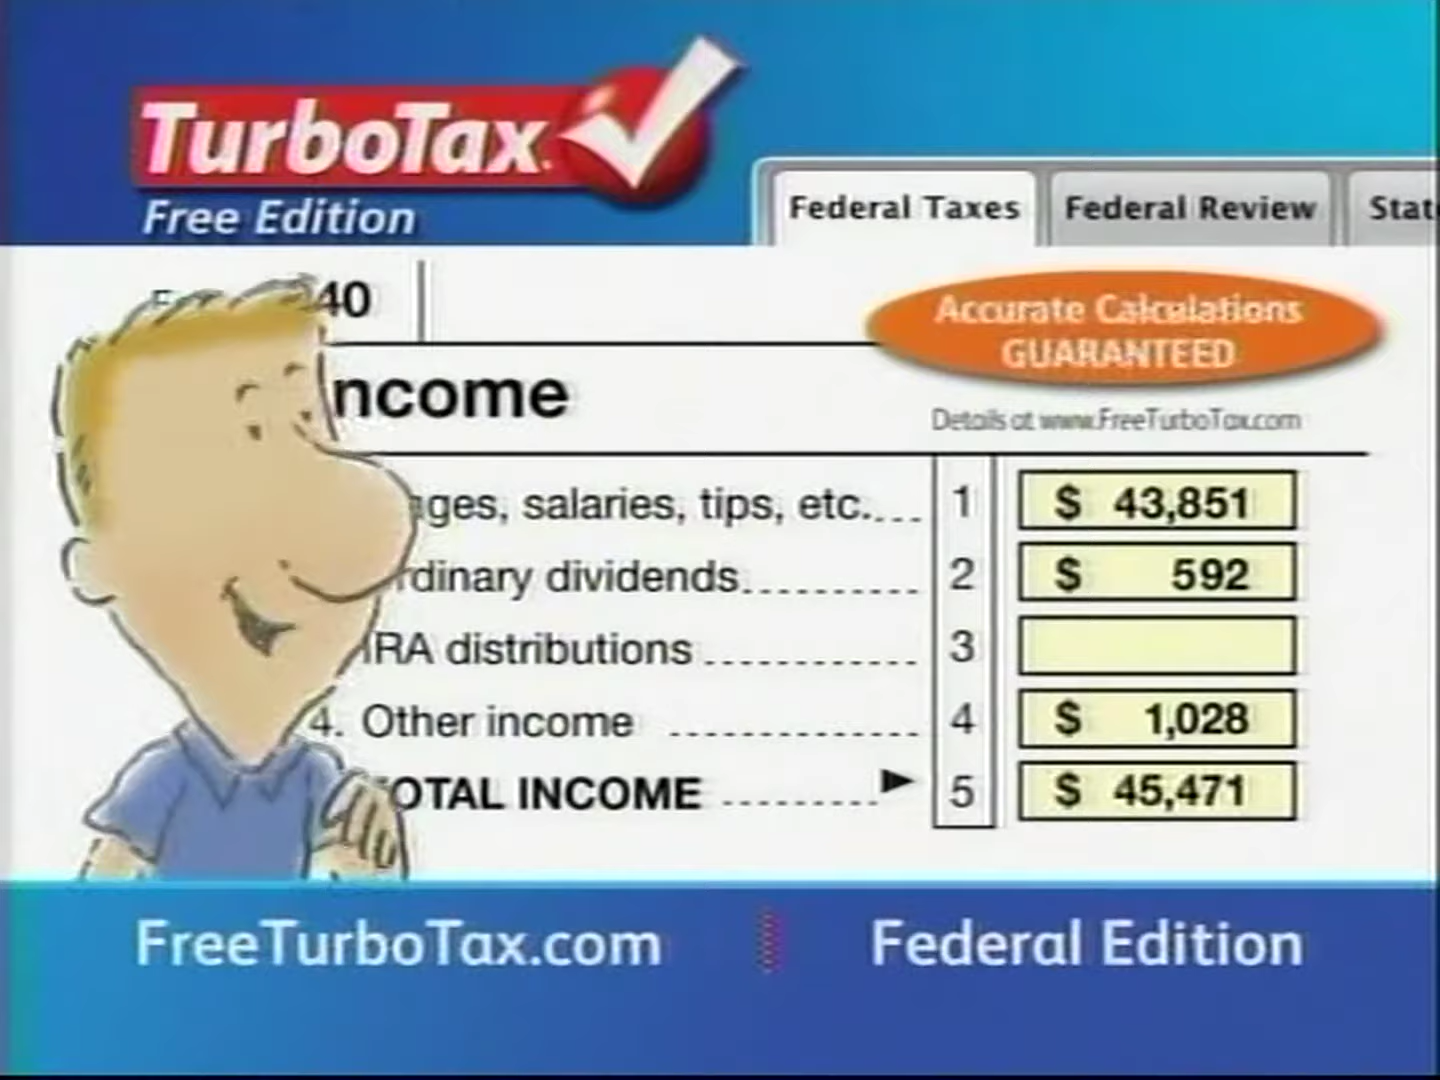 TurboTax
Free Edition
Federal Taxes
Federal Review
40
Accurate Calculations
GUARANTEED
ncome
Details at www.FreeTurboTax.com
ages, salaries, tips, etc.... 1 $ 43,851
rdinary dividends.......... 2 $ 592
IRA distributions............ 3
4. Other income .............. 4 $ 1,028
OTAL INCOME ......... 5 $ 45,471
FreeTurboTax.com
Federal Edition